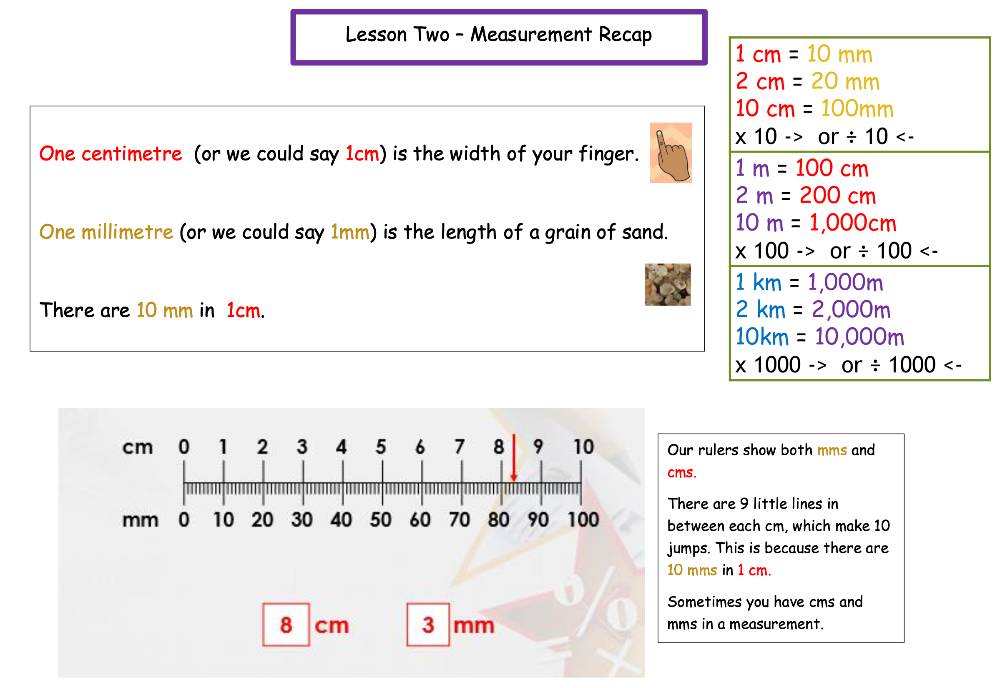 Lesson Two – Measurement Recap
One centimetre (or we could say 1cm) is the width of your finger.
One millimetre (or we could say 1mm) is the length of a grain of sand.
There are 10 mm in 1cm.
1 cm = 10 mm
2 cm = 20 mm
10 cm = 100mm
x 10 -> or ÷ 10 <-
1 m = 100 cm
2 m = 200 cm
10 m = 1,000cm
x 100 -> or ÷ 100 <-
1 km = 1,000m
2 km = 2,000m
10km = 10,000m
x 1000 -> or ÷ 1000 <-
cm 0 1 2 3 4 5 6 7 8 9 10
mm 0 10 20 30 40 50 60 70 80 90 100
8 cm 3 mm
Our rulers show both mms and
cms.
There are 9 little lines in
between each cm, which make 10
jumps. This is because there are
10 mms in 1 cm.
Sometimes you have cms and
mms in a measurement.